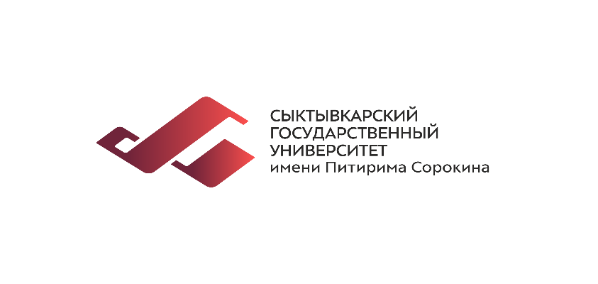 СЫКТЫВКАРСКИЙ
ГОСУДАРСТВЕННЫЙ
УНИВЕРСИТЕТ
имени Питирима Сорокина